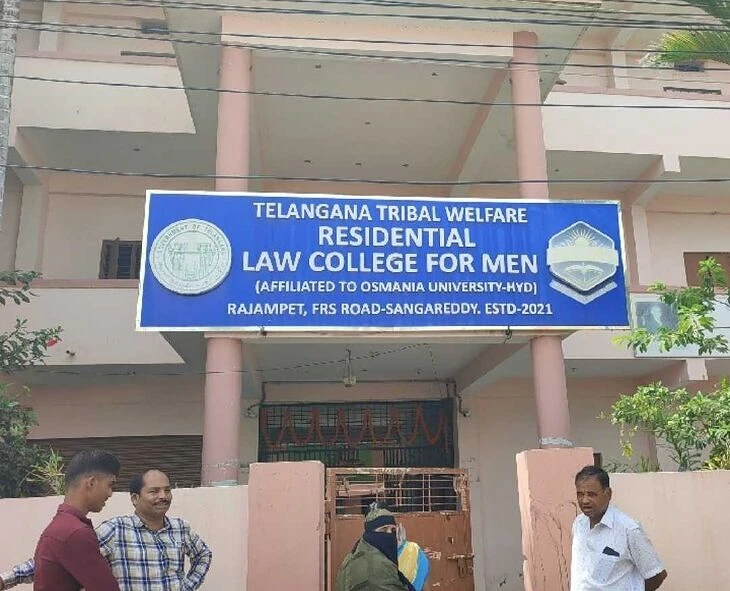 TELANGANA TRIBAL WELFARE
RESIDENTIAL
LAW COLLEGE FOR MEN
(AFFILIATED TO OSMANIA UNIVERSITY-HYD)
RAJAMPET, FRS ROAD-SANGAREDDY. ESTD-2021